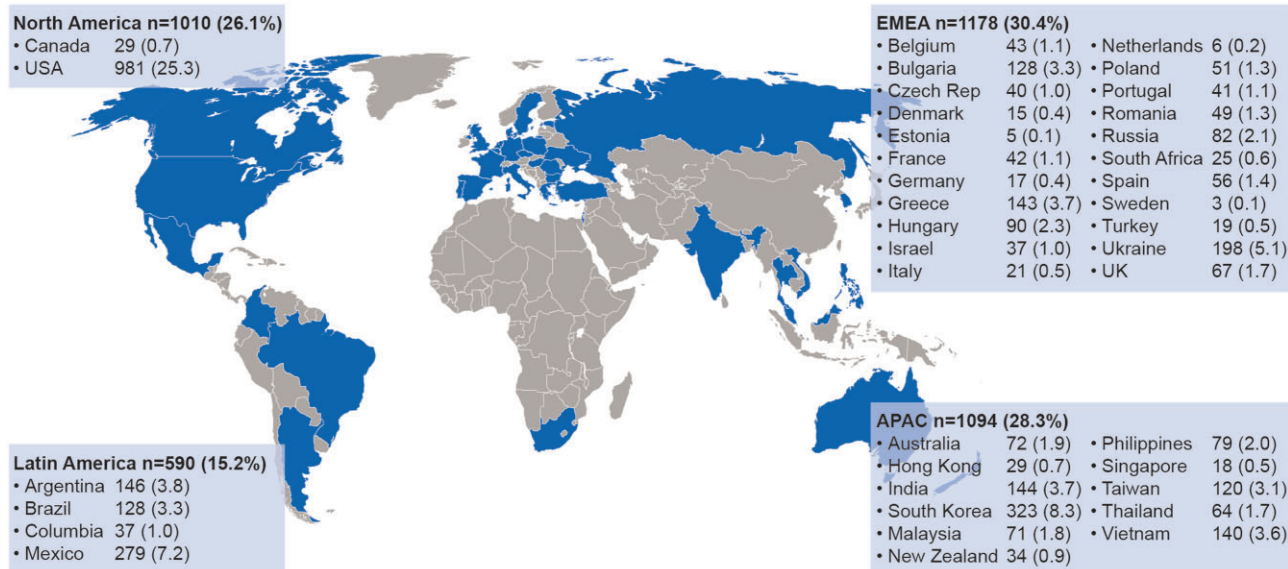 North America n=1010 (26.1%)
• Canada 29 (0.7)
• USA 981 (25.3)
EMEA n=1178 (30.4%)
• Belgium 43 (1.1) • Netherlands 6 (0.2)
• Bulgaria 128 (3.3) • Poland 51 (1.3)
• Czech Rep 40 (1.0) • Portugal 41 (1.1)
• Denmark 15 (0.4) • Romania 49 (1.3)
• Estonia 5 (0.1) • Russia 82 (2.1)
• France 42 (1.1) • South Africa 25 (0.6)
• Germany 17 (0.4) • Spain 56 (1.4)
• Greece 143 (3.7) • Sweden 3 (0.1)
• Hungary 90 (2.3) • Turkey 19 (0.5)
• Israel 37 (1.0) • Ukraine 198 (5.1)
• Italy 21 (0.5) • UK 67 (1.7)
Latin America n=590 (15.2%)
• Argentina 146 (3.8)
• Brazil 128 (3.3)
• Columbia 37 (1.0)
• Mexico 279 (7.2)
APAC n=1094 (28.3%)
• Australia 72 (1.9) • Philippines 79 (2.0)
• Hong Kong 29 (0.7) • Singapore 18 (0.5)
• India 144 (3.7) • Taiwan 120 (3.1)
• South Korea 323 (8.3) • Thailand 64 (1.7)
• Malaysia 71 (1.8) • Vietnam 140 (3.6)
• New Zealand 34 (0.9)